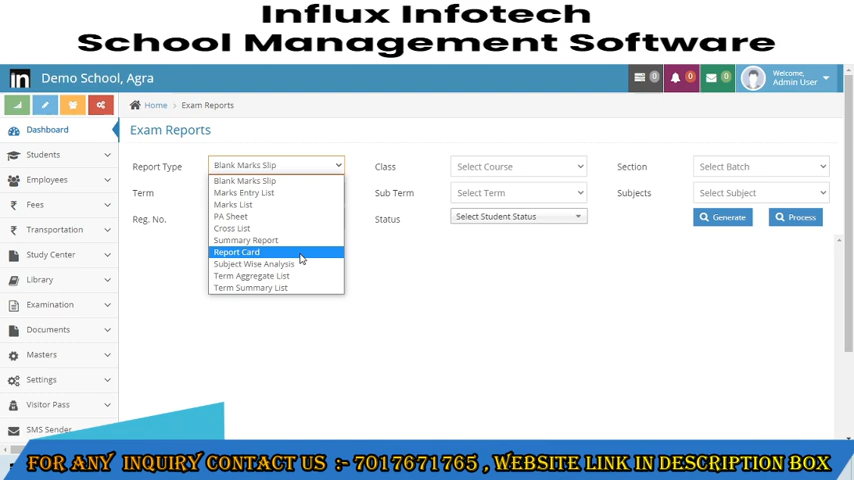 Influx Infotech
School Management Software
in Demo School, Agra
0 0 0 Welcome, Admin User
Home > Exam Reports
Dashboard
Exam Reports
Students
Employees
Fees
Transportation
Study Center
Library
Examination
Documents
Masters
Settings
Visitor Pass
SMS Sender
Report Type Blank Marks Slip Class Select Course Section Select Batch
Term Sub Term Select Term Subjects Select Subject
Reg. No. Status Select Student Status Generate Process
Blank Marks Slip
Marks Entry List
Marks List
PA Sheet
Cross List
Summary Report
Report Card
Subject Wise Analysis
Term Aggregate List
Term Summary List
FOR ANY INQUIRY CONTACT US :- 7017671765 , WEBSITE LINK IN DESCRIPTION BOX